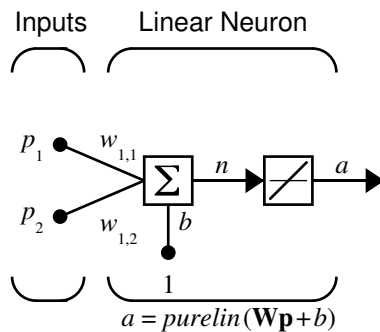 Inputs Linear Neuron
p1 w1,1 n a
Σ
p2 w1,2 b
1
a = purelin(Wp+b)